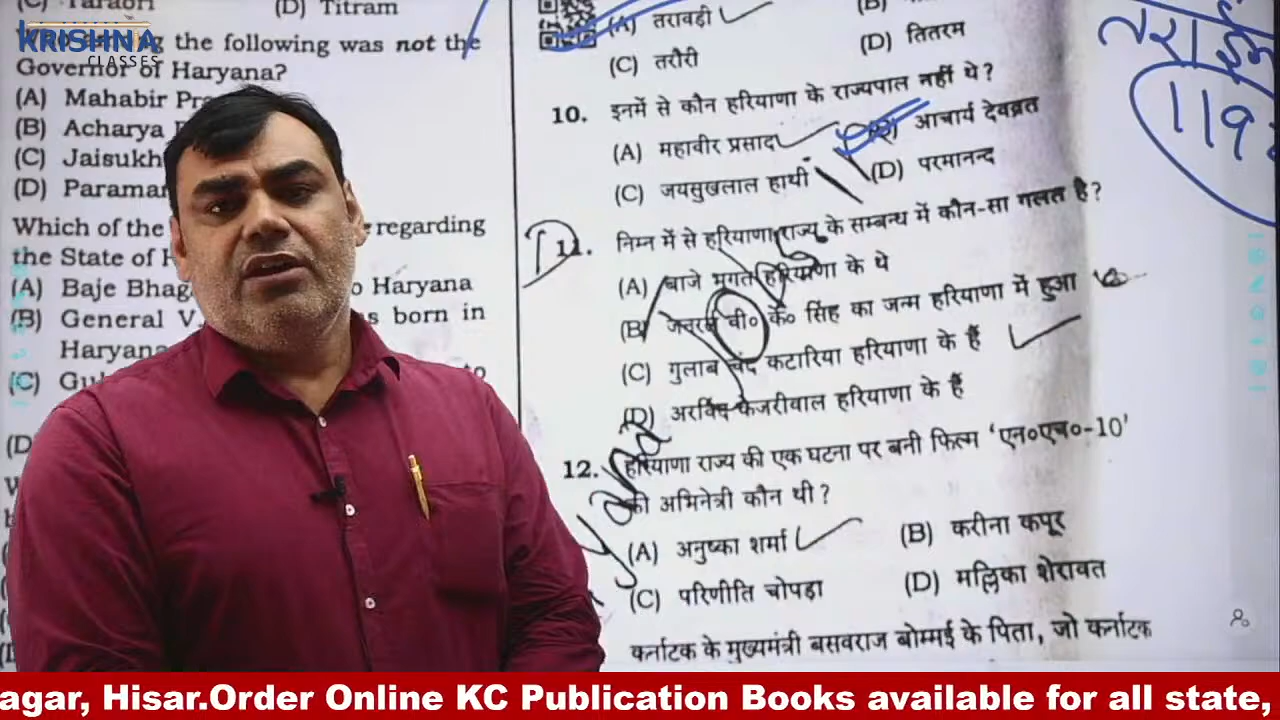 (C) Taraori (D) Titram
KRISHNA
CLASSES
the following was not the
Governor of Haryana?
(A) Mahabir
(B) Acharya
(C)
(D)
Which of the regarding
the State of
(A) Baje Haryana
(B) General born in
Haryana
(C)
(A) तरावड़ी (B)
(C) तरौरी (D) तितरम
10. इनमें से कौन हरियाणा के राज्यपाल नहीं थे?
(A) महावीर प्रसाद आचार्य देवव्रत
(C) जयसुखलाल हाथी (D) परमानन्द
11. निम्न में से हरियाणा राज्य के सम्बन्ध में कौन-सा गलत है?
(A) बाजे भगत हरियाणा के थे
(B) जनरल वी० के० सिंह का जन्म हरियाणा में हुआ
(C) गुलाब चंद कटारिया हरियाणा के हैं
(D) अरविंद केजरीवाल हरियाणा के हैं
12. हरियाणा राज्य की एक घटना पर बनी फिल्म 'एन०एच०-10'
की अभिनेत्री कौन थी?
(A) अनुष्का शर्मा (B) करीना कपूर
(C) परिणीति चोपड़ा (D) मल्लिका शेरावत
कर्नाटक के मुख्यमंत्री बसवराज बोम्मई के पिता, जो कर्नाटक
agar, Hisar.Order Online KC Publication Books available for all state,